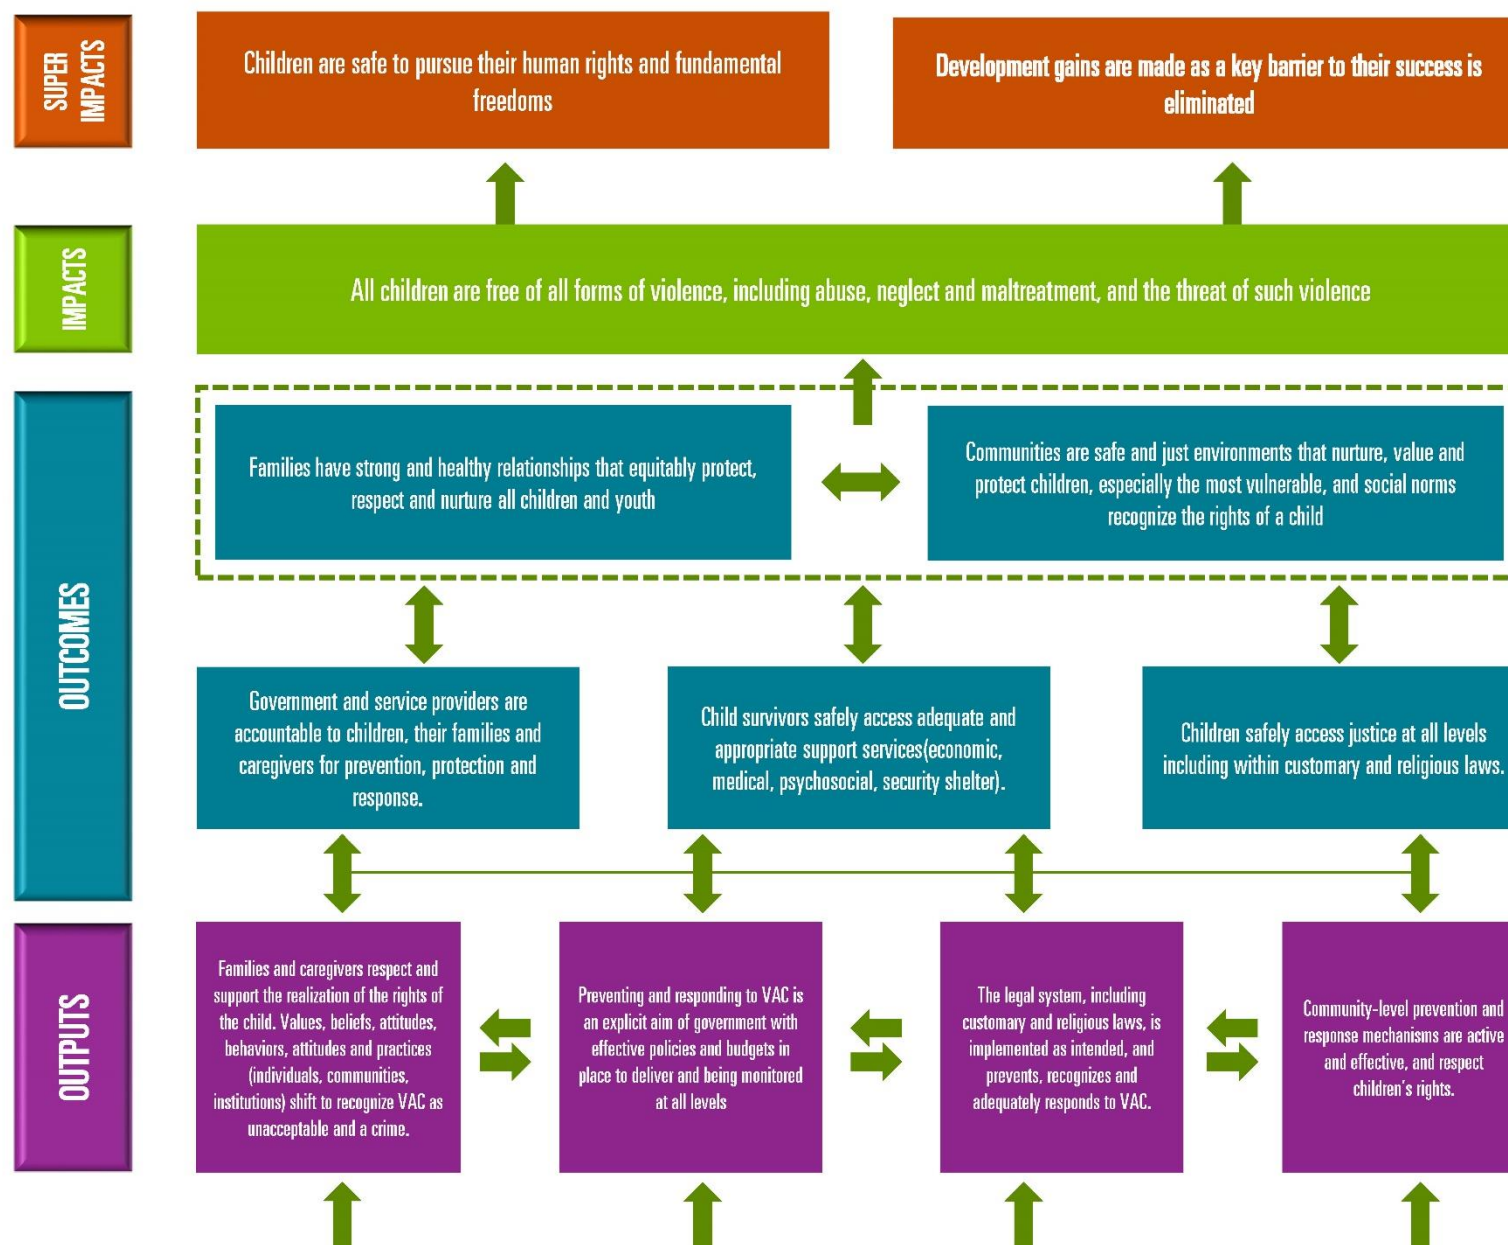 SUPER
IMPACTS
Children are safe to pursue their human rights and fundamental
freedoms
Development gains are made as a key barrier to their success is
eliminated
IMPACTS
All children are free of all forms of violence, including abuse, neglect and maltreatment, and the threat of such violence
OUTCOMES
Families have strong and healthy relationships that equitably protect,
respect and nurture all children and youth
Communities are safe and just environments that nurture, value and
protect children, especially the most vulnerable, and social norms
recognize the rights of a child
Government and service providers are
accountable to children, their families and
caregivers for prevention, protection and
response.
Child survivors safely access adequate and
appropriate support services(economic,
medical, psychosocial, security shelter).
Children safely access justice at all levels
including within customary and religious laws.
OUTPUTS
Families and caregivers respect and
support the realization of the rights of
the child. Values, beliefs, attitudes,
behaviors, attitudes and practices
(individuals, communities,
institutions) shift to recognize VAC as
unacceptable and a crime.
Preventing and responding to VAC is
an explicit aim of government with
effective policies and budgets in
place to deliver and being monitored
at all levels
The legal system, including
customary and religious laws, is
implemented as intended, and
prevents, recognizes and
adequately responds to VAC.
Community-level prevention and
response mechanisms are active
and effective, and respect
children's rights.